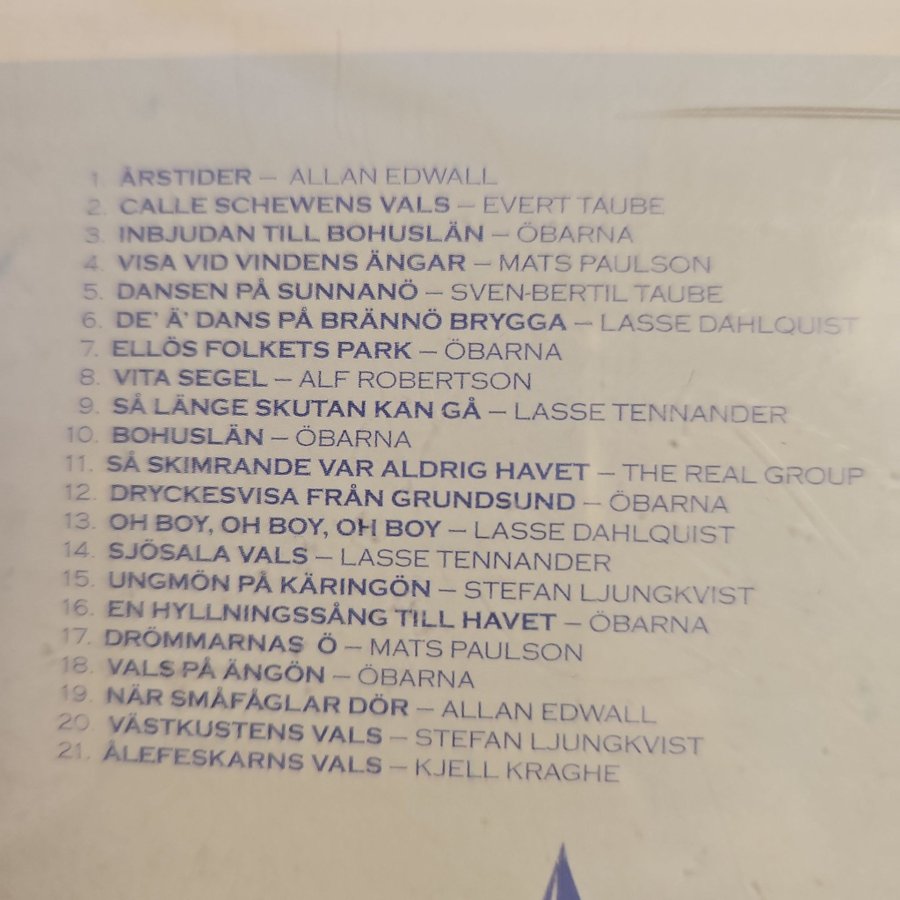 1. ÅRSTIDER – ALLAN EDWALL
2. CALLE SCHEWENS VALS – EVERT TAUBE
3. INBJUDAN TILL BOHUSLÄN – ÖBARNA
4. VISA VID VINDENS ÄNGAR – MATS PAULSON
5. DANSEN PÅ SUNNANÖ – SVEN-BERTIL TAUBE
6. DE' Ä' DANS PÅ BRÄNNÖ BRYGGA – LASSE DAHLQUIST
7. ELLÖS FOLKETS PARK – ÖBARNA
8. VITA SEGEL – ALF ROBERTSON
9. SÅ LÄNGE SKUTAN KAN GÅ – LASSE TENNANDER
10. BOHUSLÄN – ÖBARNA
11. SÅ SKIMRANDE VAR ALDRIG HAVET – THE REAL GROUP
12. DRYCKESVISA FRÅN GRUNDSUND – ÖBARNA
13. OH BOY, OH BOY, OH BOY – LASSE DAHLQUIST
14. SJÖSALA VALS – LASSE TENNANDER
15. UNGMÖN PÅ KÄRINGÖN – STEFAN LJUNGKVIST
16. EN HYLLNINGSSÅNG TILL HAVET – ÖBARNA
17. DRÖMMARNAS Ö – MATS PAULSON
18. VALS PÅ ÄNGÖN – ÖBARNA
19. NÄR SMÅFÅGLAR DÖR – ALLAN EDWALL
20. VÄSTKUSTENS VALS – STEFAN LJUNGKVIST
21. ÅLEFESKARNS VALS – KJELL KRAGHE